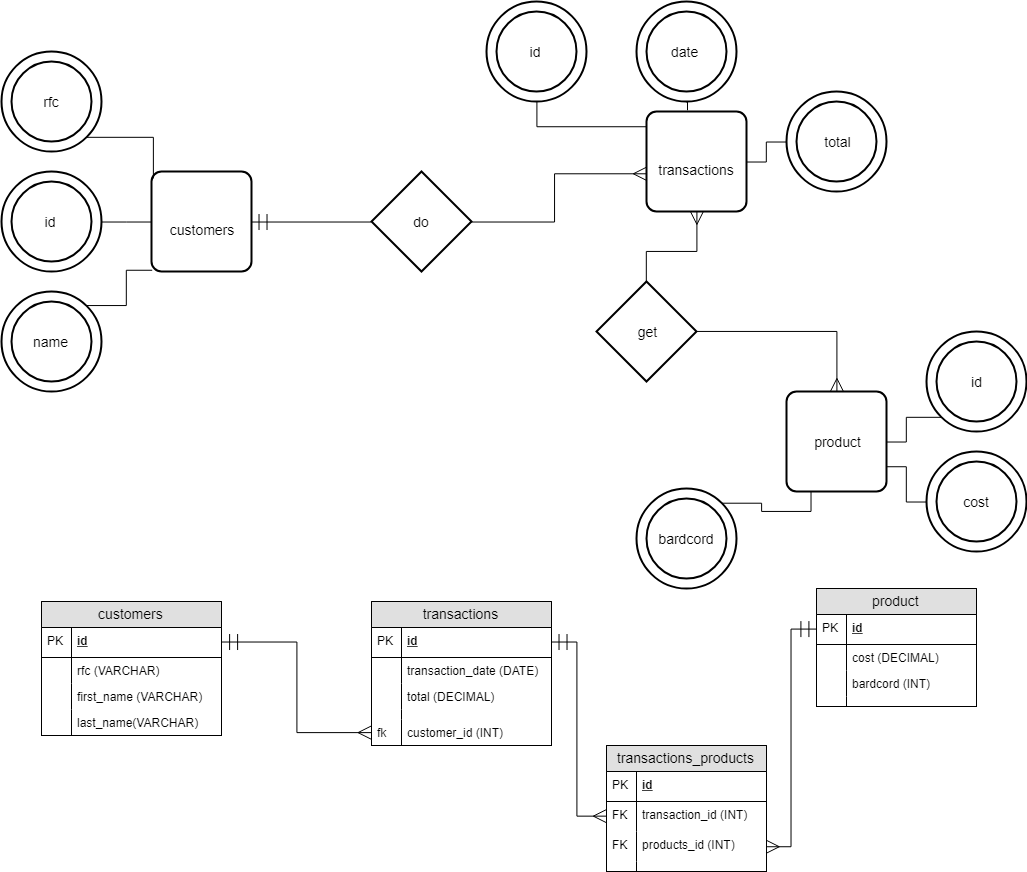 id
date
rfc
total
transactions
id
customers
do
name
get
id
product
cost
bardcord
customers
PK id
rfc (VARCHAR)
first_name (VARCHAR)
last_name(VARCHAR)
transactions
PK id
transaction_date (DATE)
total (DECIMAL)
fk customer_id (INT)
product
PK id
cost (DECIMAL)
bardcord (INT)
transactions_products
PK id
FK transaction_id (INT)
FK products_id (INT)